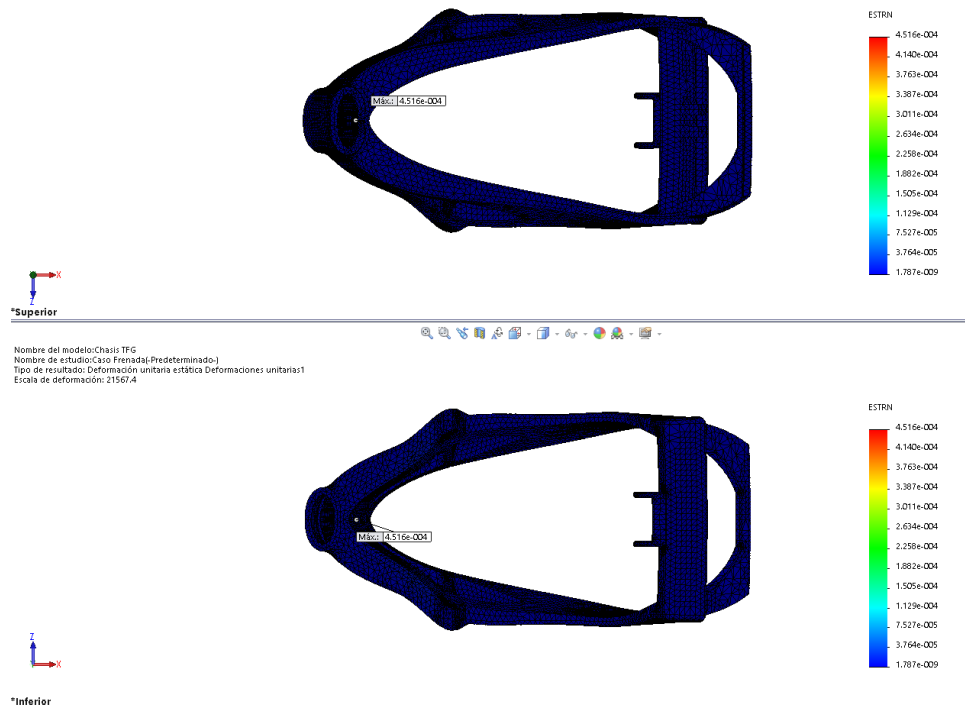 ESTRN
4.516e-004
4.140e-004
3.763e-004
3.387e-004
3.011e-004
2.634e-004
2.258e-004
1.882e-004
1.505e-004
1.129e-004
7.527e-005
3.764e-005
1.787e-009
Máx.: 4.516e-004
X
Z
*Superior
Nombre del modelo:Chasis TFG
Nombre de estudio:Caso Frenada(-Predeterminado-)
Tipo de resultado: Deformación unitaria estática Deformaciones unitarias1
Escala de deformación: 21567.4
ESTRN
4.516e-004
4.140e-004
3.763e-004
3.387e-004
3.011e-004
2.634e-004
2.258e-004
1.882e-004
1.505e-004
1.129e-004
7.527e-005
3.764e-005
1.787e-009
Máx.: 4.516e-004
Z
X
*Inferior